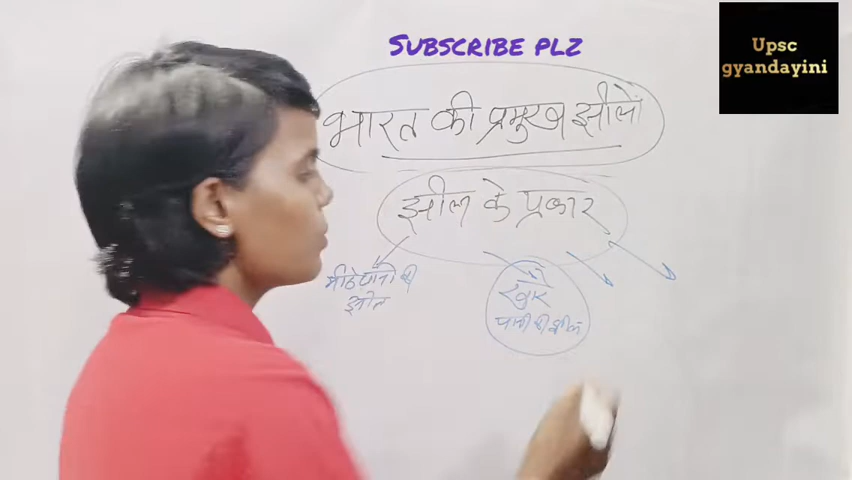 SUBSCRIBE PLZ
Upsc
gyandayini
भारत की प्रमुख झीलों
झील के प्रकार
मीठे पानी की
झील
खार
पानी की झील